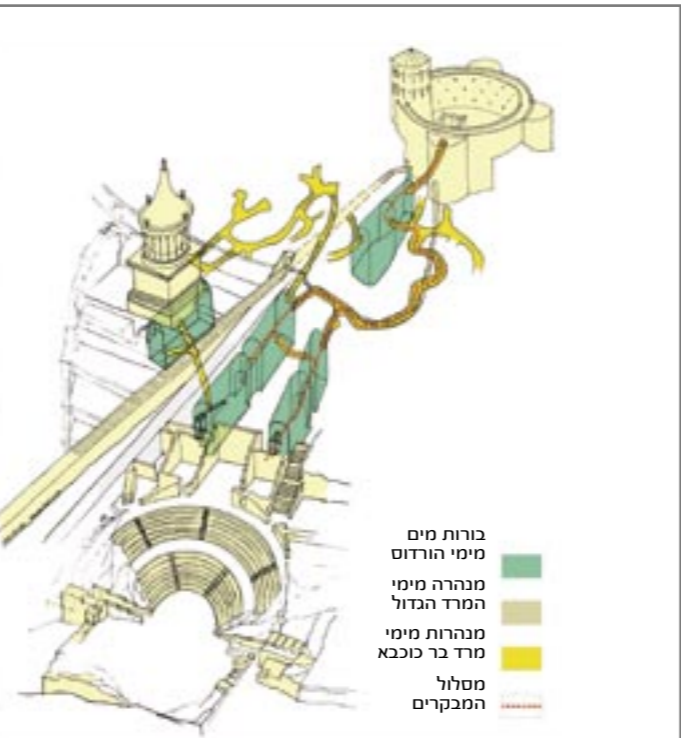 בורות מים
מימי הורדוס
מנהרה מימי
המרד הגדול
מנהרות מימי
מרד בר כוכבא
מסלול
המבקרים